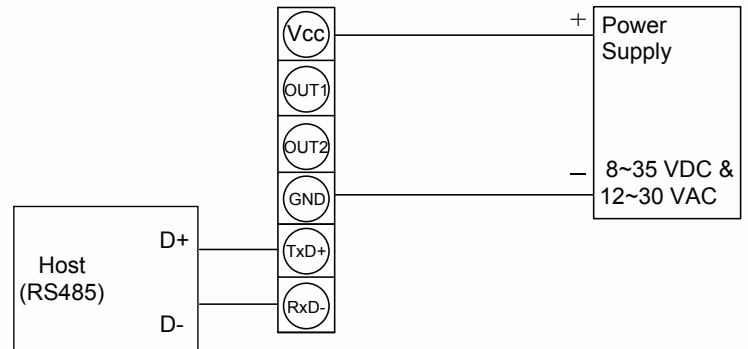 Vcc
OUT1
OUT2
GND
TxD+
RxD-
+
Power
Supply
–
8~35 VDC &
12~30 VAC
Host
(RS485)
D+
D-